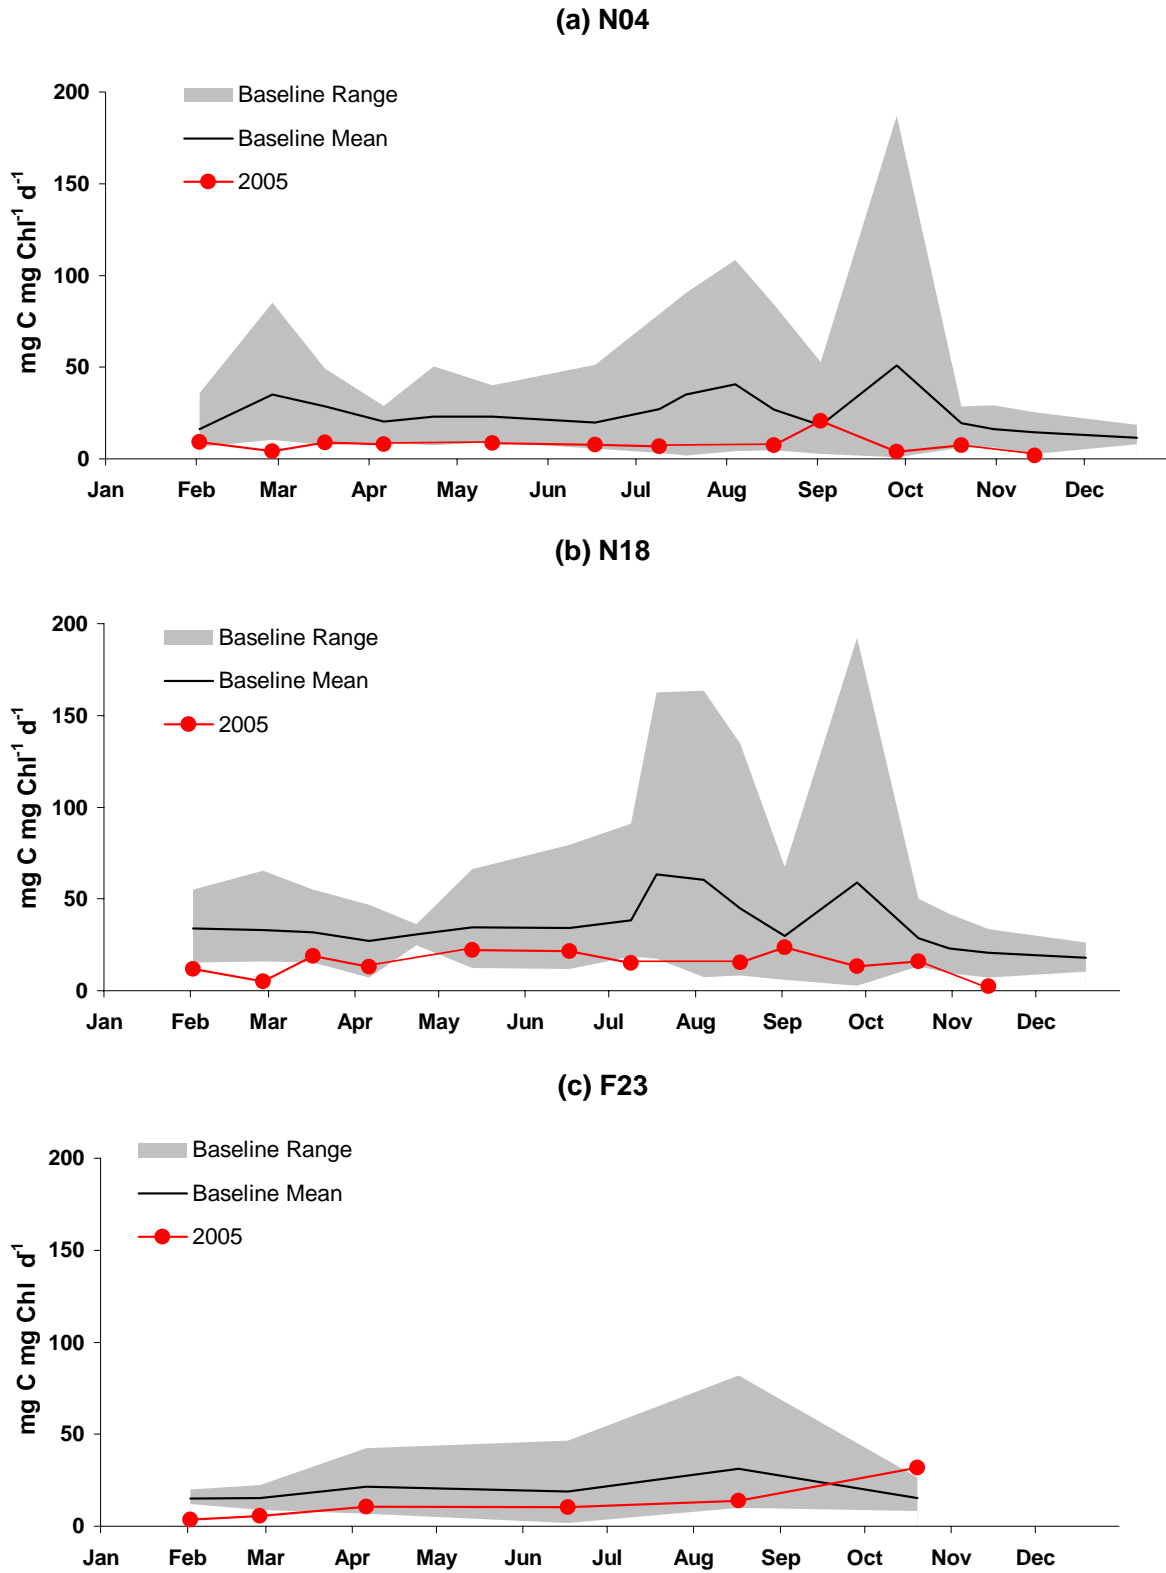 (a) N04
mg C mg Chl⁻¹ d⁻¹
200
150
100
50
0
Baseline Range
Baseline Mean
2005
Jan Feb Mar Apr May Jun Jul Aug Sep Oct Nov Dec
(b) N18
mg C mg Chl⁻¹ d⁻¹
200
150
100
50
0
Baseline Range
Baseline Mean
2005
Jan Feb Mar Apr May Jun Jul Aug Sep Oct Nov Dec
(c) F23
mg C mg Chl d⁻¹
200
150
100
50
0
Baseline Range
Baseline Mean
2005
Jan Feb Mar Apr May Jun Jul Aug Sep Oct Nov Dec